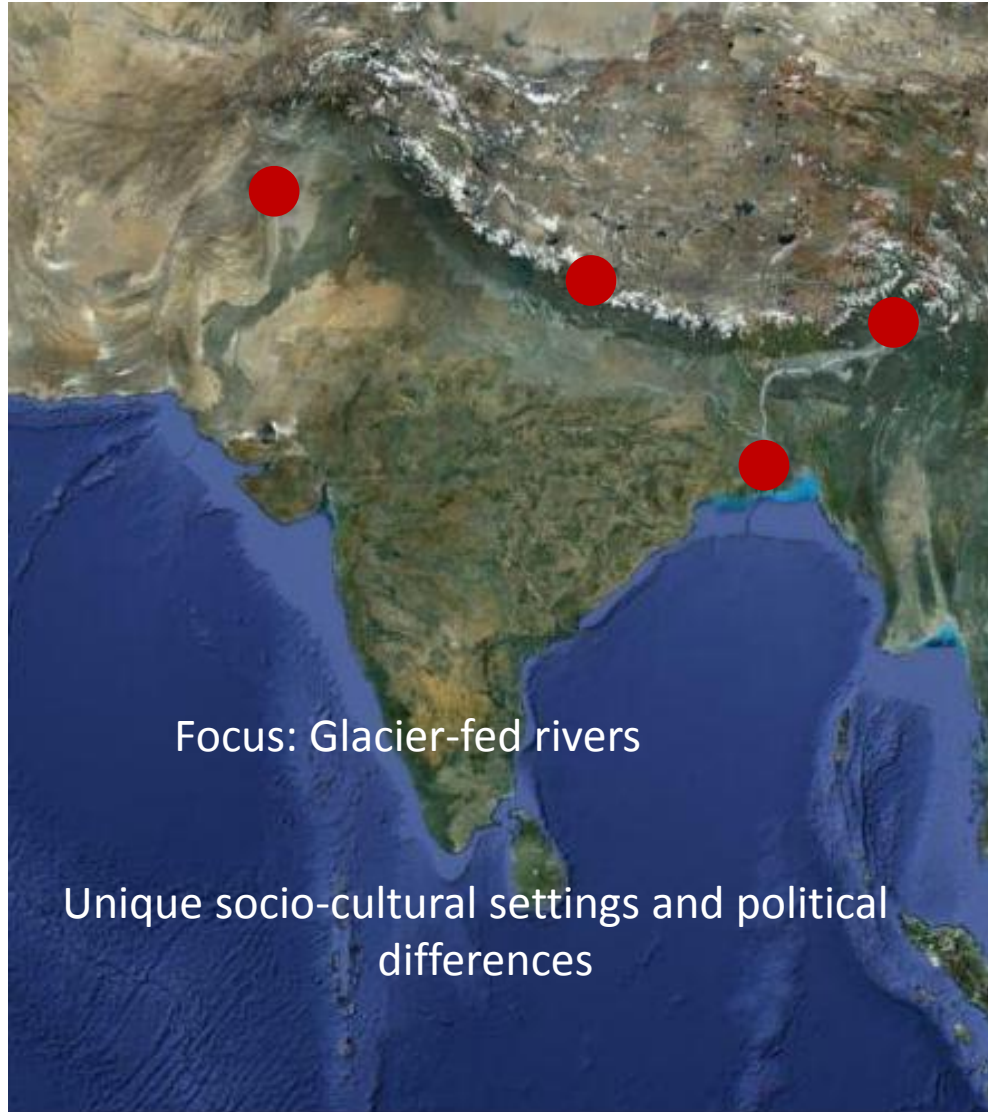 Focus: Glacier-fed rivers
Unique socio-cultural settings and political
differences